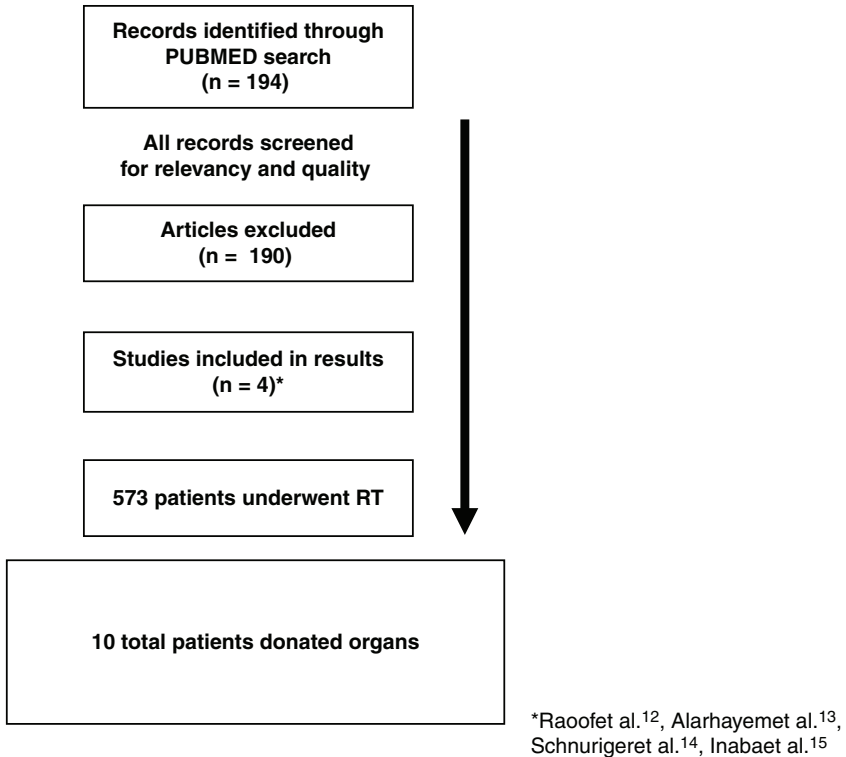 Records identified through
PUBMED search
(n = 194)
All records screened
for relevancy and quality
Articles excluded
(n = 190)
Studies included in results
(n = 4)*
573 patients underwent RT
10 total patients donated organs
*Raoofet al.12, Alarhayemet al.13,
Schnurigeret al.14, Inabaet al.15